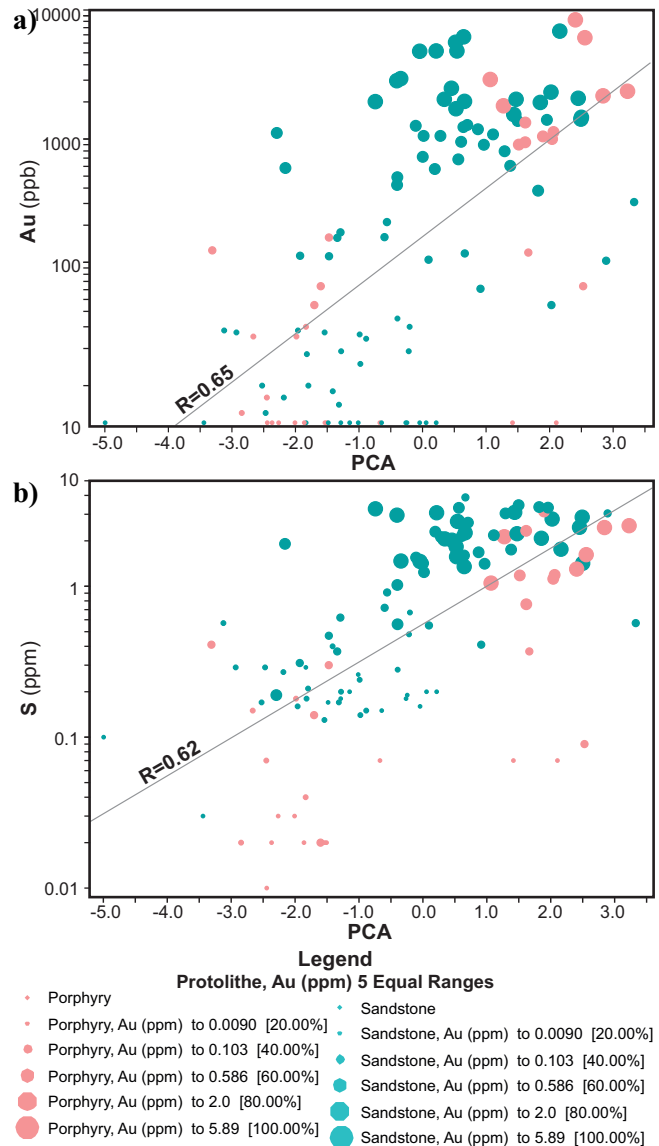 a)
10000
1000
100
10
Au (ppb)
R=0.65
-5.0 -4.0 -3.0 -2.0 -1.0 0.0 1.0 2.0 3.0
PCA
b)
10
1
0.1
0.01
S (ppm)
R=0.62
-5.0 -4.0 -3.0 -2.0 -1.0 0.0 1.0 2.0 3.0
PCA
Legend
Protolithe, Au (ppm) 5 Equal Ranges
Porphyry
Porphyry, Au (ppm) to 0.0090 [20.00%]
Porphyry, Au (ppm) to 0.103 [40.00%]
Porphyry, Au (ppm) to 0.586 [60.00%]
Porphyry, Au (ppm) to 2.0 [80.00%]
Porphyry, Au (ppm) to 5.89 [100.00%]
Sandstone
Sandstone, Au (ppm) to 0.0090 [20.00%]
Sandstone, Au (ppm) to 0.103 [40.00%]
Sandstone, Au (ppm) to 0.586 [60.00%]
Sandstone, Au (ppm) to 2.0 [80.00%]
Sandstone, Au (ppm) to 5.89 [100.00%]